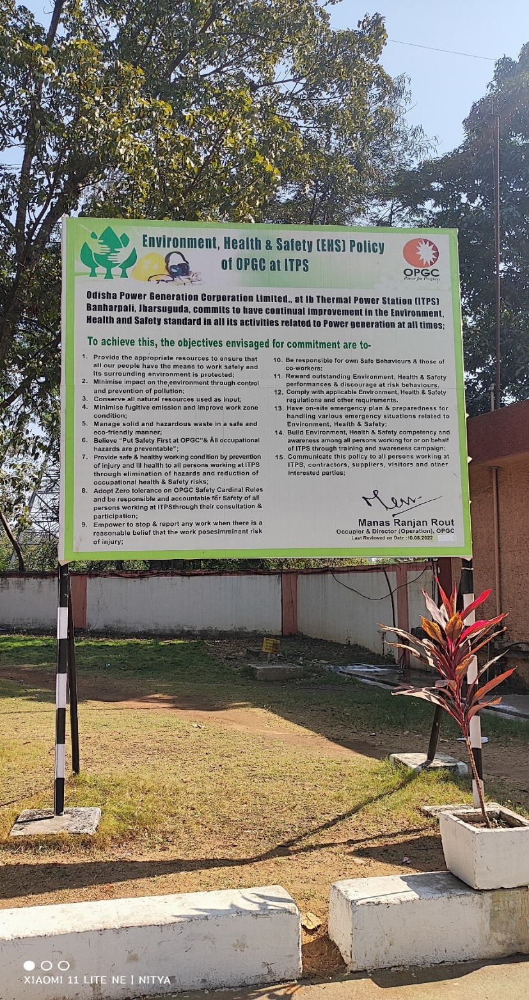 Environment, Health & Safety (EHS) Policy
of OPGC at ITPS
OPGC
Power for Progress
Odisha Power Generation Corporation Limited., at Ib Thermal Power Station (ITPS)
Banharpali, Jharsuguda, commits to have continual improvement in the Environment,
Health and Safety standard in all its activities related to Power generation at all times;
To achieve this, the objectives envisaged for commitment are to-
1. Provide the appropriate resources to ensure that
all our people have the means to work safely and
its surrounding environment is protected;
2. Minimise impact on the environment through control
and prevention of pollution;
3. Conserve all natural resources used as input;
4. Minimise fugitive emission and improve work zone
condition;
5. Manage solid and hazardous waste in a safe and
eco-friendly manner;
6. Believe "Put Safety First at OPGC"& All occupational
hazards are preventable";
7. Provide safe & healthy working condition by prevention
of injury and ill health to all persons working at ITPS
through elimination of hazards and reduction of
occupational health & Safety risks;
8. Adopt Zero tolerance on OPGC Safety Cardinal Rules
and be responsible and accountable for Safety of all
persons working at ITPSthrough their consultation &
participation;
9. Empower to stop & report any work when there is a
reasonable belief that the work posesimminent risk
of injury;
10. Be responsible for own Safe Behaviours & those of
co-workers;
11. Reward outstanding Environment, Health & Safety
performances & discourage at risk behaviours.
12. Comply with applicable Environment, Health & Safety
regulations and other requirements.
13. Have on-site emergency plan & preparedness for
handling various emergency situations related to
Environment, Health & Safety;
14. Build Environment, Health & Safety competency and
awareness among all persons working for or on behalf
of ITPS through training and awareness campaign;
15. Communicate this policy to all persons working at
ITPS, contractors, suppliers, visitors and other
interested parties;
Manas Ranjan Rout
Occupier & Director (Operation), OPGC
Last Reviewed on Date :10.08.2022
XIAOMI 11 LITE NE | NITYA